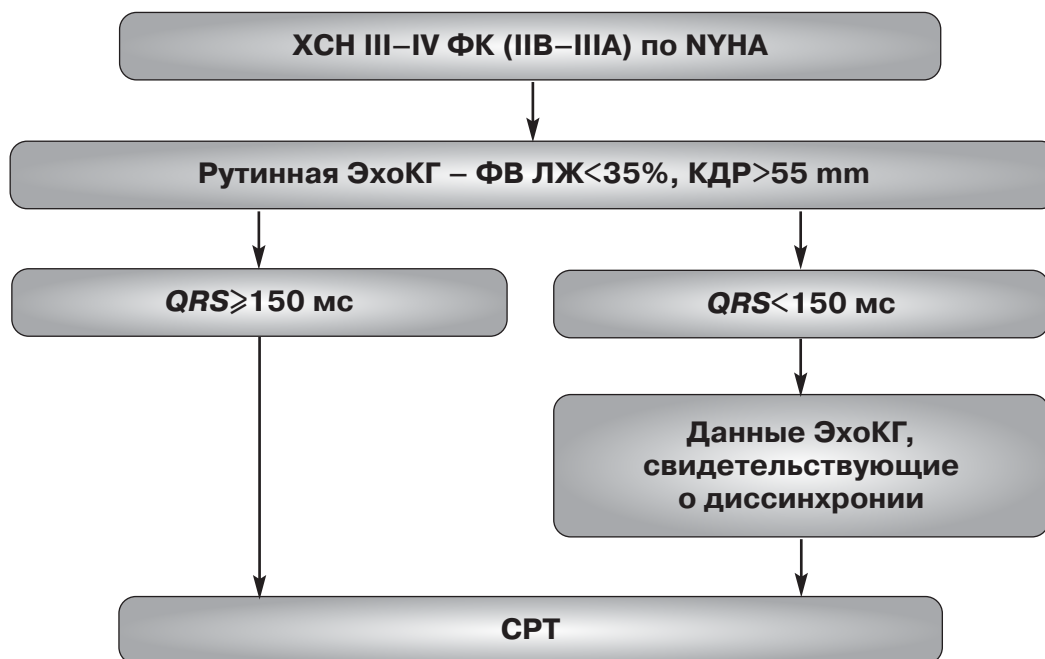 ХСН III–IV ФК (IIB–IIIA) по NYHA
Рутинная ЭхоКГ – ФВ ЛЖ<35%, КДР>55 mm
QRS⩾150 мс
QRS<150 мс
Данные ЭхоКГ,
свидетельствующие
о диссинхронии
СРТ